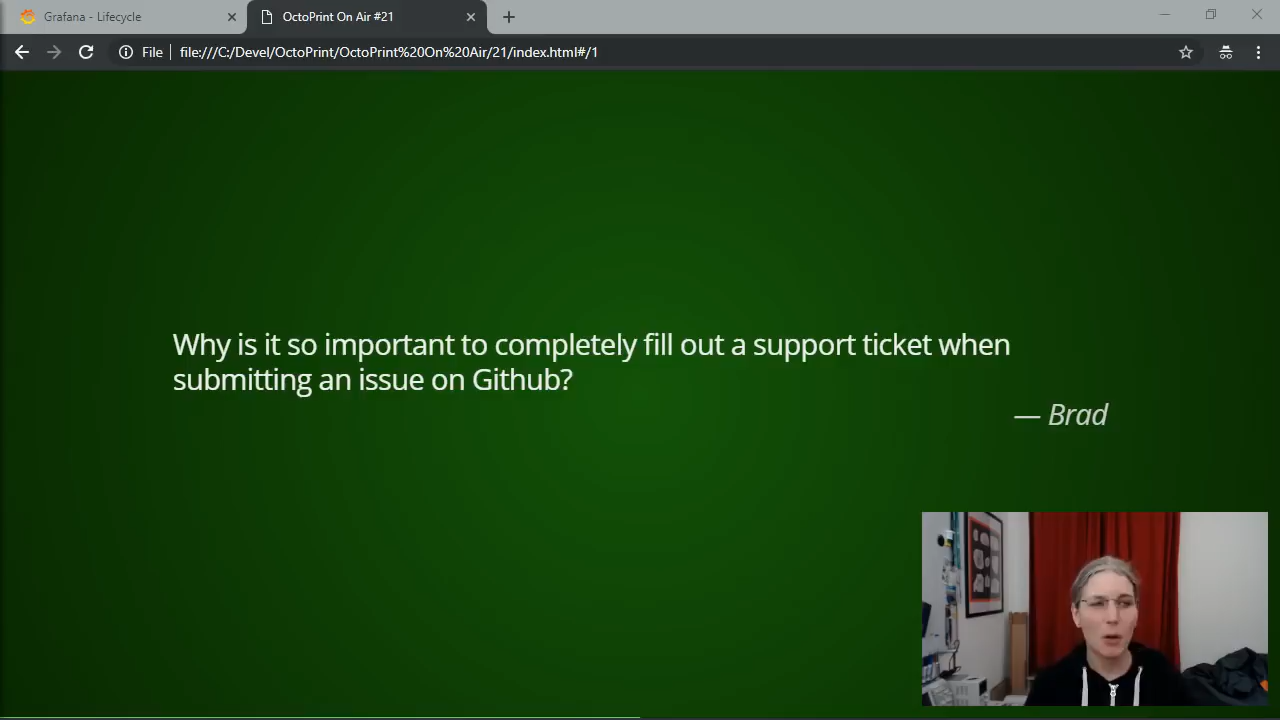 Grafana - Lifecycle
OctoPrint On Air #21
File
file:///C:/Devel/OctoPrint/OctoPrint%20On%20Air/21/index.html#/1
Why is it so important to completely fill out a support ticket when
submitting an issue on Github?
— Brad